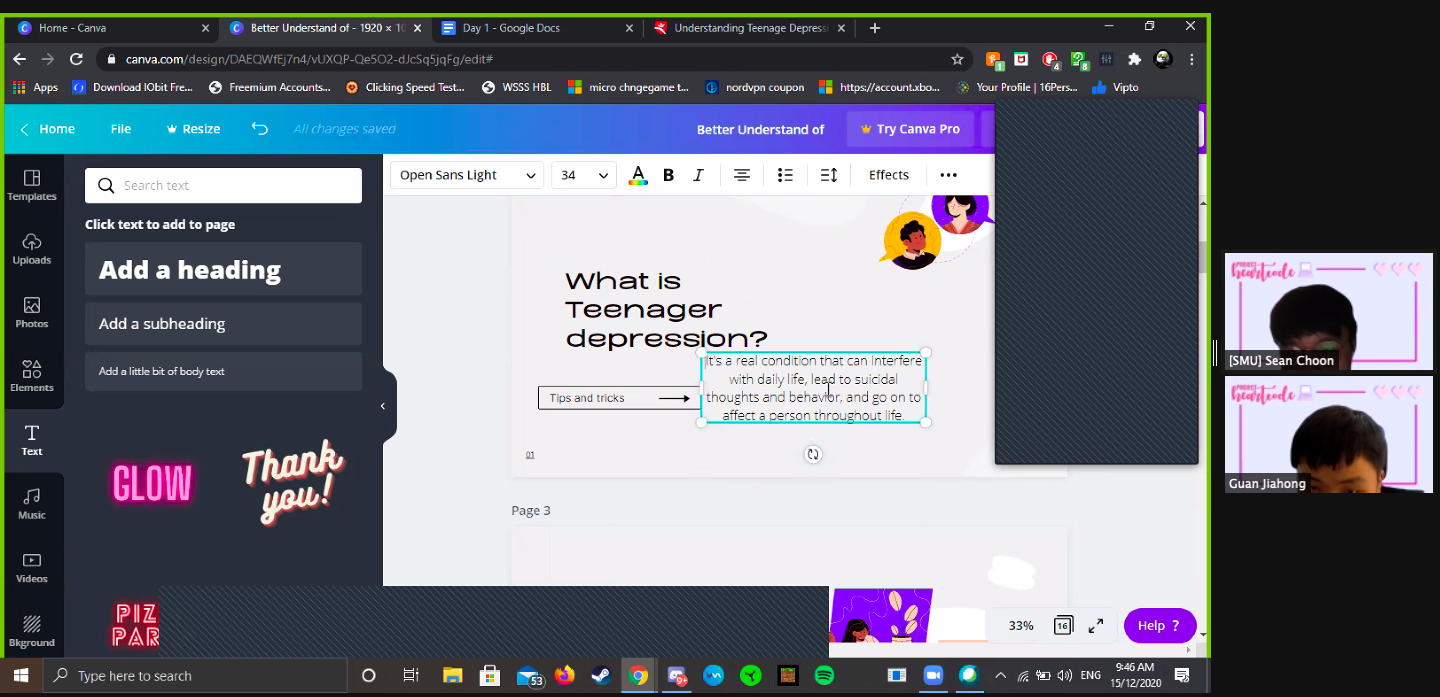 Home - Canva
Better Understand of - 1920 × 10
Day 1 - Google Docs
Understanding Teenage Depress
canva.com/design/DAEQWfEj7n4/vUXQP-Qe5O2-dJcSq5jqFg/edit#
1
4
8
Apps
Download IObit Fre...
Freemium Accounts...
Clicking Speed Test...
WSSS HBL
micro chngegame t...
nordvpn coupon
https://account.xbo...
Your Profile | 16Pers...
Vipto
Home
File
Resize
All changes saved
Better Understand of
Try Canva Pro
Templates
Uploads
Photos
Elements
Text
Music
Videos
Bkground
Search text
Click text to add to page
Add a heading
Add a subheading
Add a little bit of body text
GLOW
Thank
you!
PIZ
PAR
Open Sans Light
34
A
B
I
Effects
What is
Teenager
depression?
It's a real condition that can interfere
with daily life, lead to suicidal
thoughts and behavior, and go on to
affect a person throughout life.
Tips and tricks
01
Page 3
33%
16
Help ?
PROJECT
heartcode
[SMU] Sean Choon
PROJECT
heartcode
Guan Jiahong
Type here to search
53
9+
ENG
9:46 AM
15/12/2020